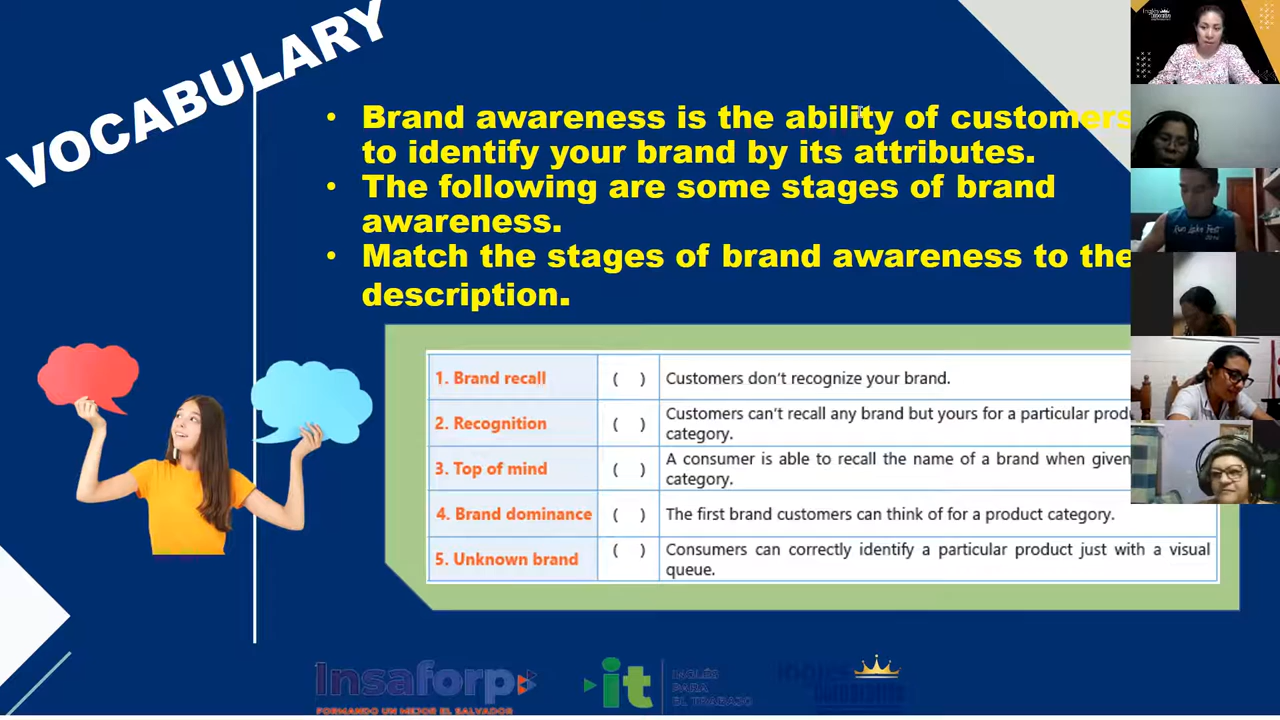 VOCABULARY
• Brand awareness is the ability of customers
to identify your brand by its attributes.
• The following are some stages of brand
awareness.
• Match the stages of brand awareness to the
description.
1. Brand recall ( ) Customers don't recognize your brand.
2. Recognition ( ) Customers can't recall any brand but yours for a particular
category.
3. Top of mind ( ) A consumer is able to recall the name of a brand when given
category.
4. Brand dominance ( ) The first brand customers can think of for a product category.
5. Unknown brand ( ) Consumers can correctly identify a particular product just with a visual
queue.
Insaforp
FORMANDO UN MEJOR EL SALVADOR
it
INGLÉS
PARA
EL TRABAJO
Inglés
corporativo